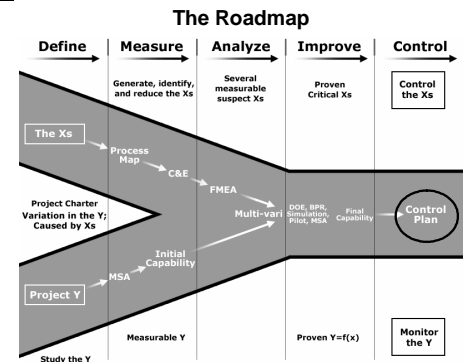 The Roadmap
Define
Measure
Analyze
Improve
Control
Generate, identify,
and reduce the Xs
Several
measurable
suspect Xs
Proven
Critical Xs
Control
the Xs
The Xs
Process
Map
C&E
FMEA
Multi-vari
DOE, BPR,
Simulation,
Pilot, MSA
Final
Capability
Control
Plan
Project Charter
Variation in the Y;
Caused by Xs
Initial
Capability
MSA
Project Y
Measurable Y
Proven Y=f(x)
Monitor
the Y
Study the Y